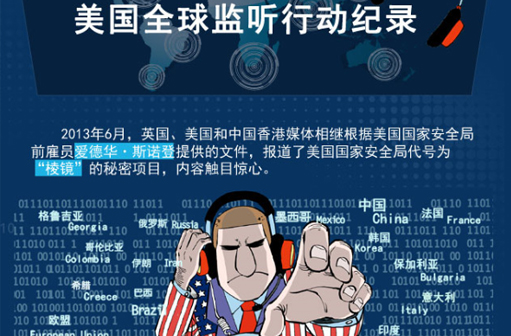 美国全球监听行动纪录
2013年6月，英国、美国和中国香港媒体相继根据美国国家安全局
前雇员爱德华·斯诺登提供的文件，报道了美国国家安全局代号为
“棱镜”的秘密项目，内容触目惊心。
中国
China
法国
France
格鲁吉亚
Georgia
俄罗斯 Russia
墨西哥
Mexico
韩国
Korea
哥伦比亚
Colombia
伊朗 Iran
保加利亚
Bulgaria
希腊
Greece
巴西
Brazil
意大利
Italy
欧盟
European Union
印度